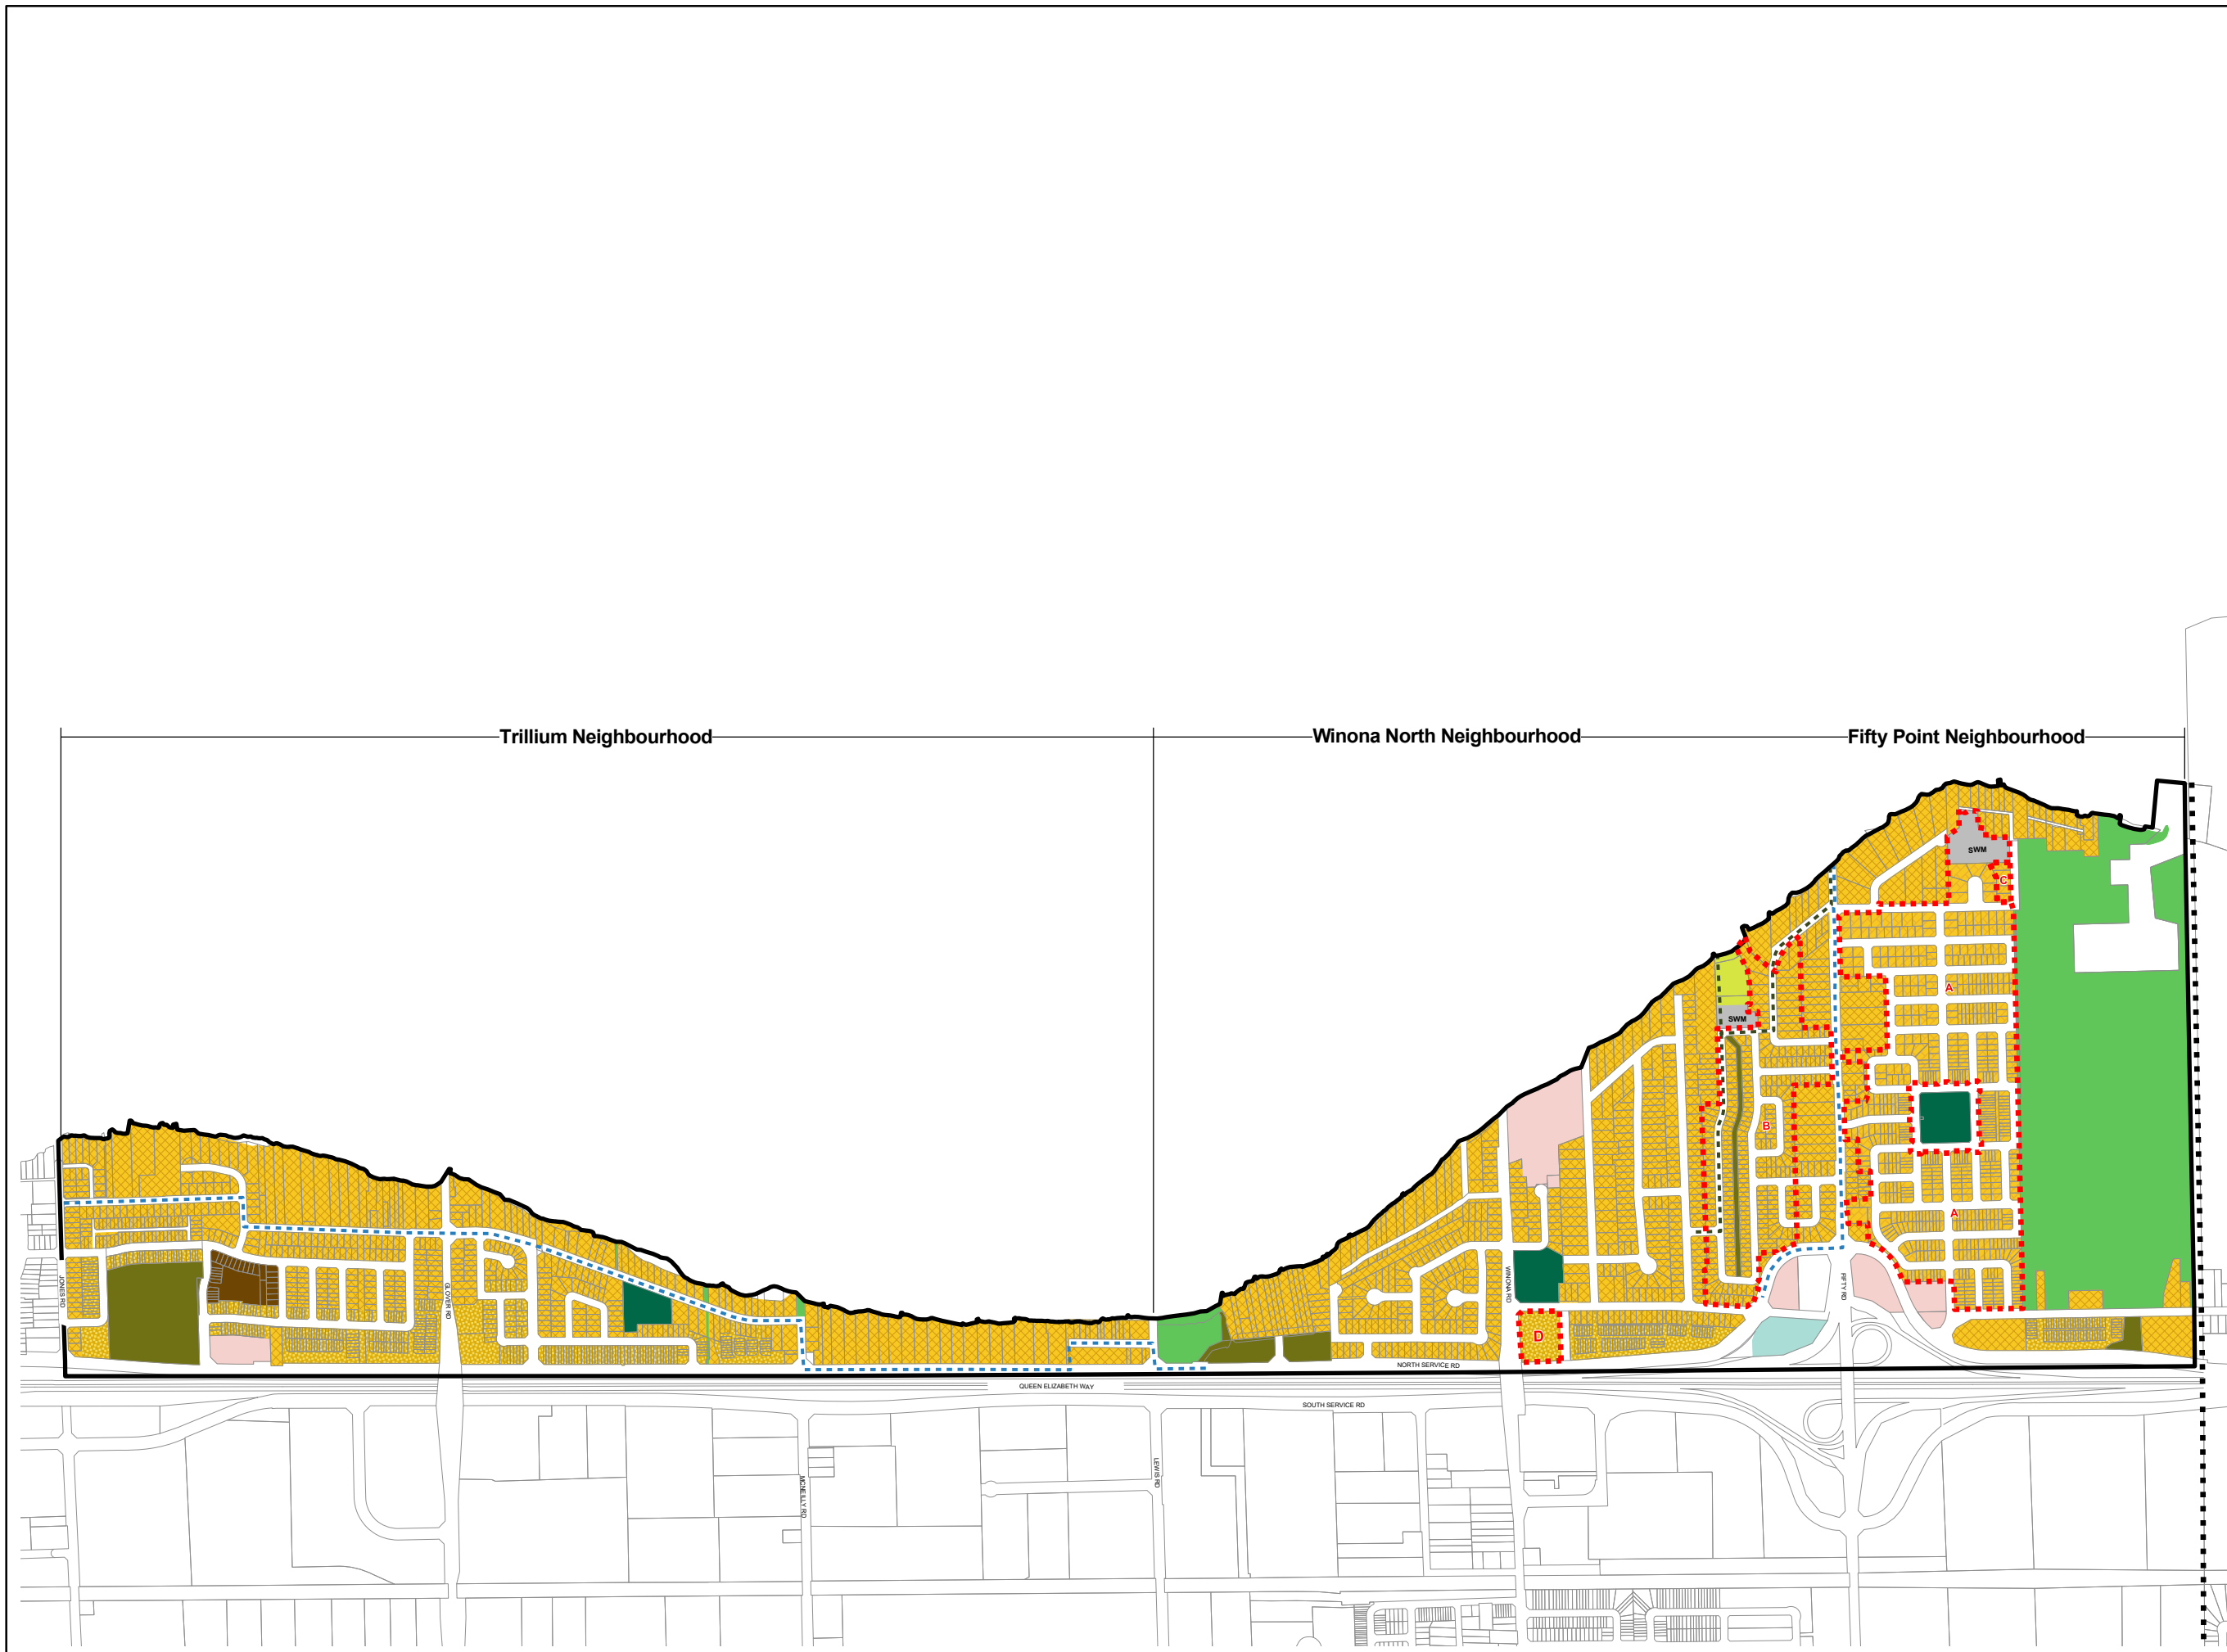 Trillium Neighbourhood
Winona North Neighbourhood
Fifty Point Neighbourhood
SWM
C
A
SWM
B
A
JONES RD
GLOVER RD
WINONA RD
FIFTY RD
D
NORTH SERVICE RD
QUEEN ELIZABETH WAY
SOUTH SERVICE RD
MCNEILLY RD
LEWIS RD